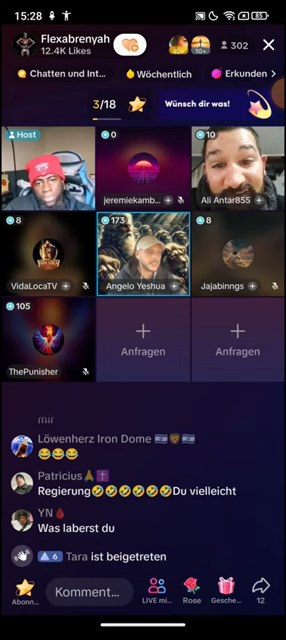 15:28
85
Flexabrenyah
12.4K Likes
40+
10+
302
Chatten und Int...
Wöchentlich
Erkunden
3/18
Wünsch dir was!
Host
0
jeremiekamb...
10
Ali Antar855
8
VidaLocaTV
173
Angelo Yeshua
8
Jajabinngs
105
ThePunisher
Anfragen
Anfragen
mir
Löwenherz Iron Dome 🇮🇱🦁🇮🇱
😂😂😂
Patricius🙏✝️
Regierung🤣🤣🤣🤣🤣🤣Du vielleicht
YN🩸
Was laberst du
6 Tara ist beigetreten
Abonn...
Komment...
LIVE mi...
Rose
Gesche...
12